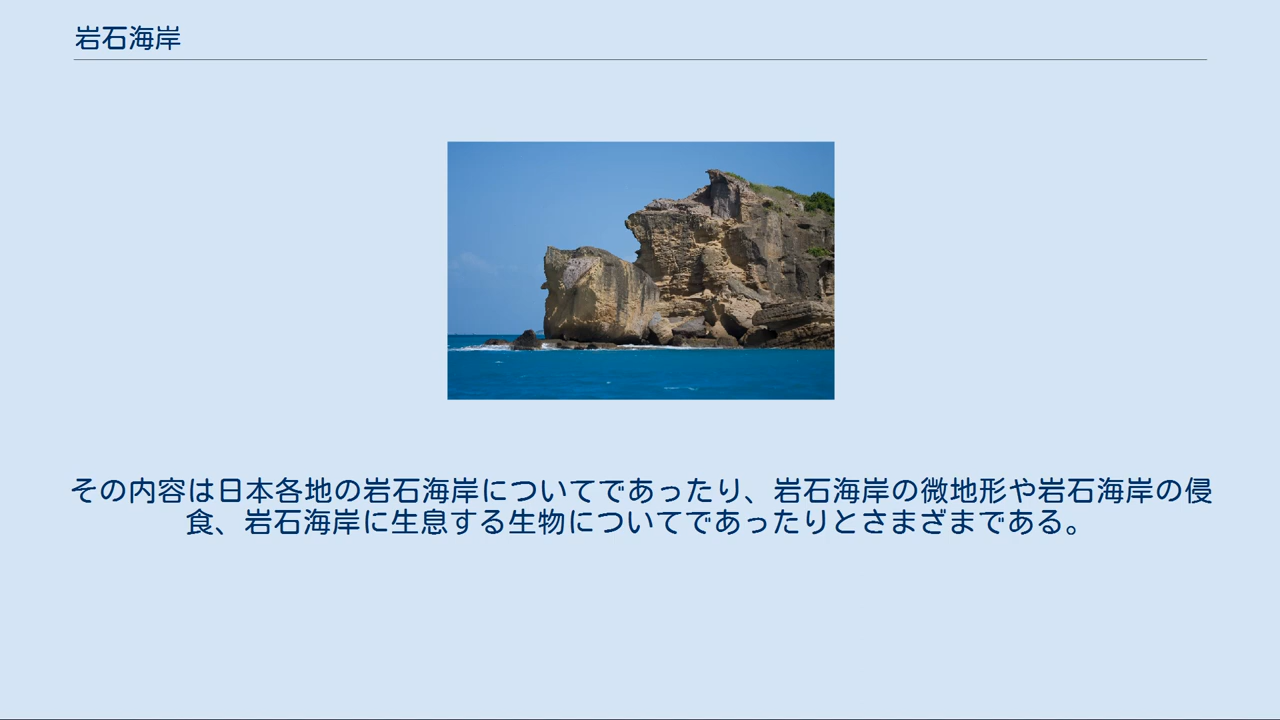 岩石海岸
その内容は日本各地の岩石海岸についてであったり、岩石海岸の微地形や岩石海岸の侵
食、岩石海岸に生息する生物についてであったりとさまざまである。